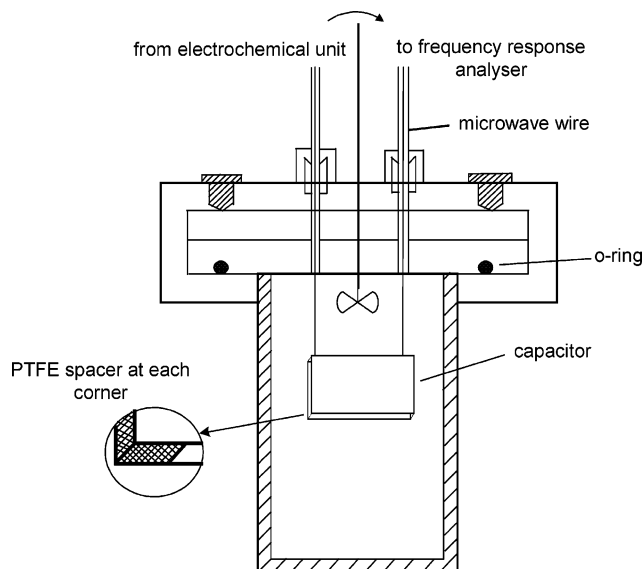 from electrochemical unit
to frequency response
analyser
microwave wire
o-ring
capacitor
PTFE spacer at each
corner